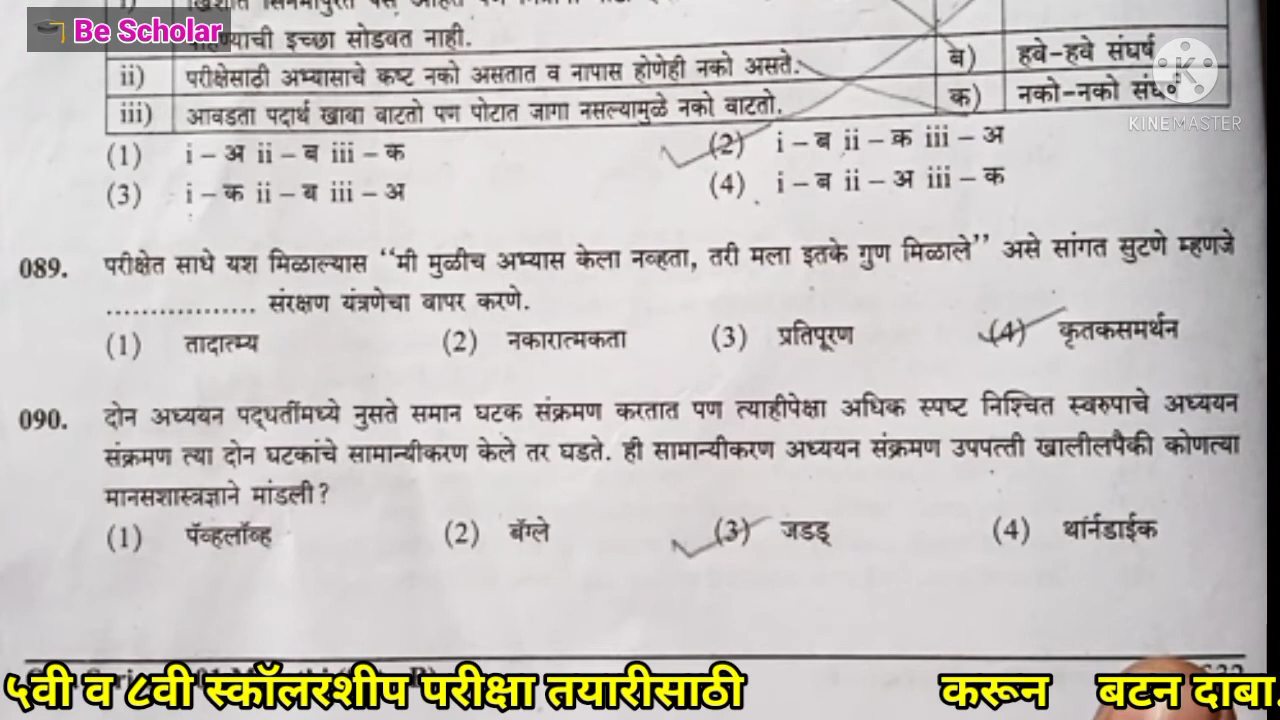 Be Scholar
i) खिशात सिनेमापुरते पैसे आहेत पण
पाहण्याची इच्छा सोडवत नाही.
ब) हवे-हवे संघर्ष
ii) परीक्षेसाठी अभ्यासाचे कष्ट नको असतात व नापास होणेही नको असते.
क) नको-नको संघर्ष
iii) आवडता पदार्थ खावा वाटतो पण पोटात जागा नसल्यामुळे नको वाटतो.
KINEMASTER
(1) i – अ ii – ब iii – क (2) i – ब ii – क iii – अ
(3) i – क ii – ब iii – अ (4) i – ब ii – अ iii – क
089. परीक्षेत साधे यश मिळाल्यास “मी मुळीच अभ्यास केला नव्हता, तरी मला इतके गुण मिळाले” असे सांगत सुटणे म्हणजे
................. संरक्षण यंत्रणेचा वापर करणे.
(1) तादात्म्य (2) नकारात्मकता (3) प्रतिपूरण (4) कृतकसमर्थन
090. दोन अध्ययन पद्धतींमध्ये नुसते समान घटक संक्रमण करतात पण त्याहीपेक्षा अधिक स्पष्ट निश्चित स्वरुपाचे अध्ययन
संक्रमण त्या दोन घटकांचे सामान्यीकरण केले तर घडते. ही सामान्यीकरण अध्ययन संक्रमण उपपत्ती खालीलपैकी कोणत्या
मानसशास्त्रज्ञाने मांडली?
(1) पॅव्हलॉव्ह (2) बॅग्ले (3) जडड् (4) थॉर्नडाईक
५वी व ८वी स्कॉलरशीप परीक्षा तयारीसाठी करून बटन दाबा.